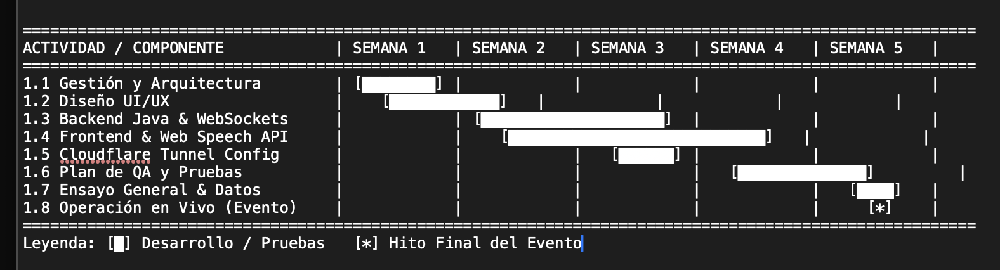 ========================================================================================================
ACTIVIDAD / COMPONENTE            | SEMANA 1   | SEMANA 2   | SEMANA 3   | SEMANA 4   | SEMANA 5   |
========================================================================================================
1.1 Gestión y Arquitectura        | [████████] |            |            |            |            |
1.2 Diseño UI/UX                  |    [████████████]   |            |            |            |
1.3 Backend Java & WebSockets     |            | [████████████████████]  |            |            |
1.4 Frontend & Web Speech API     |            |    [████████████████████████████]   |            |
1.5 Cloudflare Tunnel Config      |            |            |   [██████] |            |            |
1.6 Plan de QA y Pruebas          |            |            |            |   [██████████████]         |
1.7 Ensayo General & Datos        |            |            |            |            |   [████]   |
1.8 Operación en Vivo (Evento)    |            |            |            |            |     [*]    |
========================================================================================================
Leyenda: [█] Desarrollo / Pruebas   [*] Hito Final del Evento